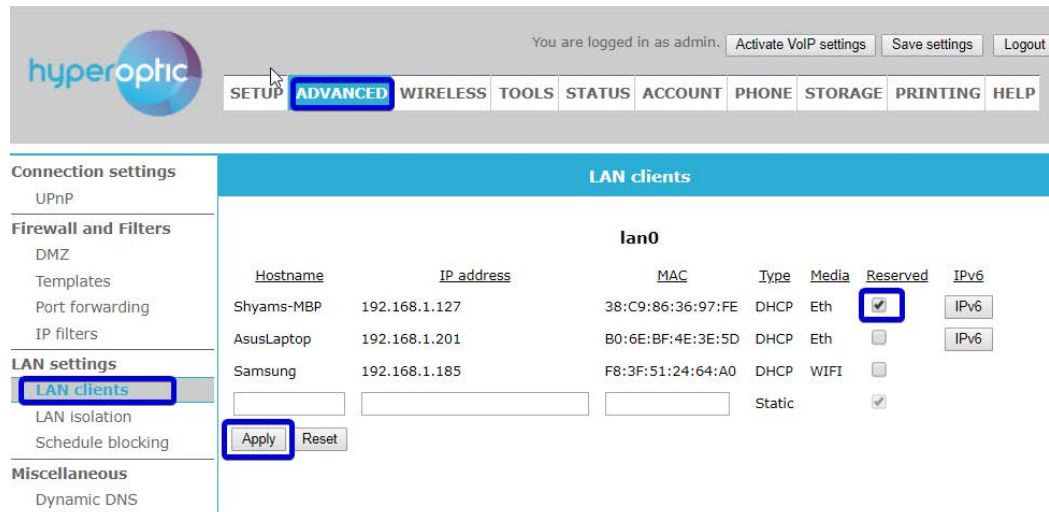 hyperoptic
You are logged in as admin. Activate VoIP settings Save settings Logout
SETUP ADVANCED WIRELESS TOOLS STATUS ACCOUNT PHONE STORAGE PRINTING HELP
Connection settings
UPnP
Firewall and Filters
DMZ
Templates
Port forwarding
IP filters
LAN settings
LAN clients
LAN isolation
Schedule blocking
Miscellaneous
Dynamic DNS
LAN clients
lan0
Hostname IP address MAC Type Media Reserved IPv6
Shyams-MBP 192.168.1.127 38:C9:86:36:97:FE DHCP Eth IPv6
AsusLaptop 192.168.1.201 B0:6E:BF:4E:3E:5D DHCP Eth IPv6
Samsung 192.168.1.185 F8:3F:51:24:64:A0 DHCP WIFI
Static
Apply Reset